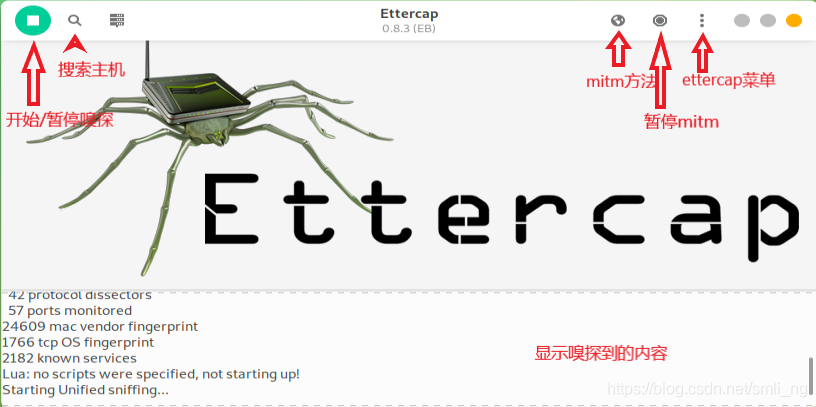 Ettercap
0.8.3 (EB)
搜索主机
mitm方法
ettercap菜单
开始/暂停嗅探
暂停mitm
Ettercap
42 protocol dissectors
57 ports monitored
24609 mac vendor fingerprint
1766 tcp OS fingerprint
2182 known services
Lua: no scripts were specified, not starting up!
Starting Unified sniffing...
显示嗅探到的内容
https://blog.csdn.net/smli_ng